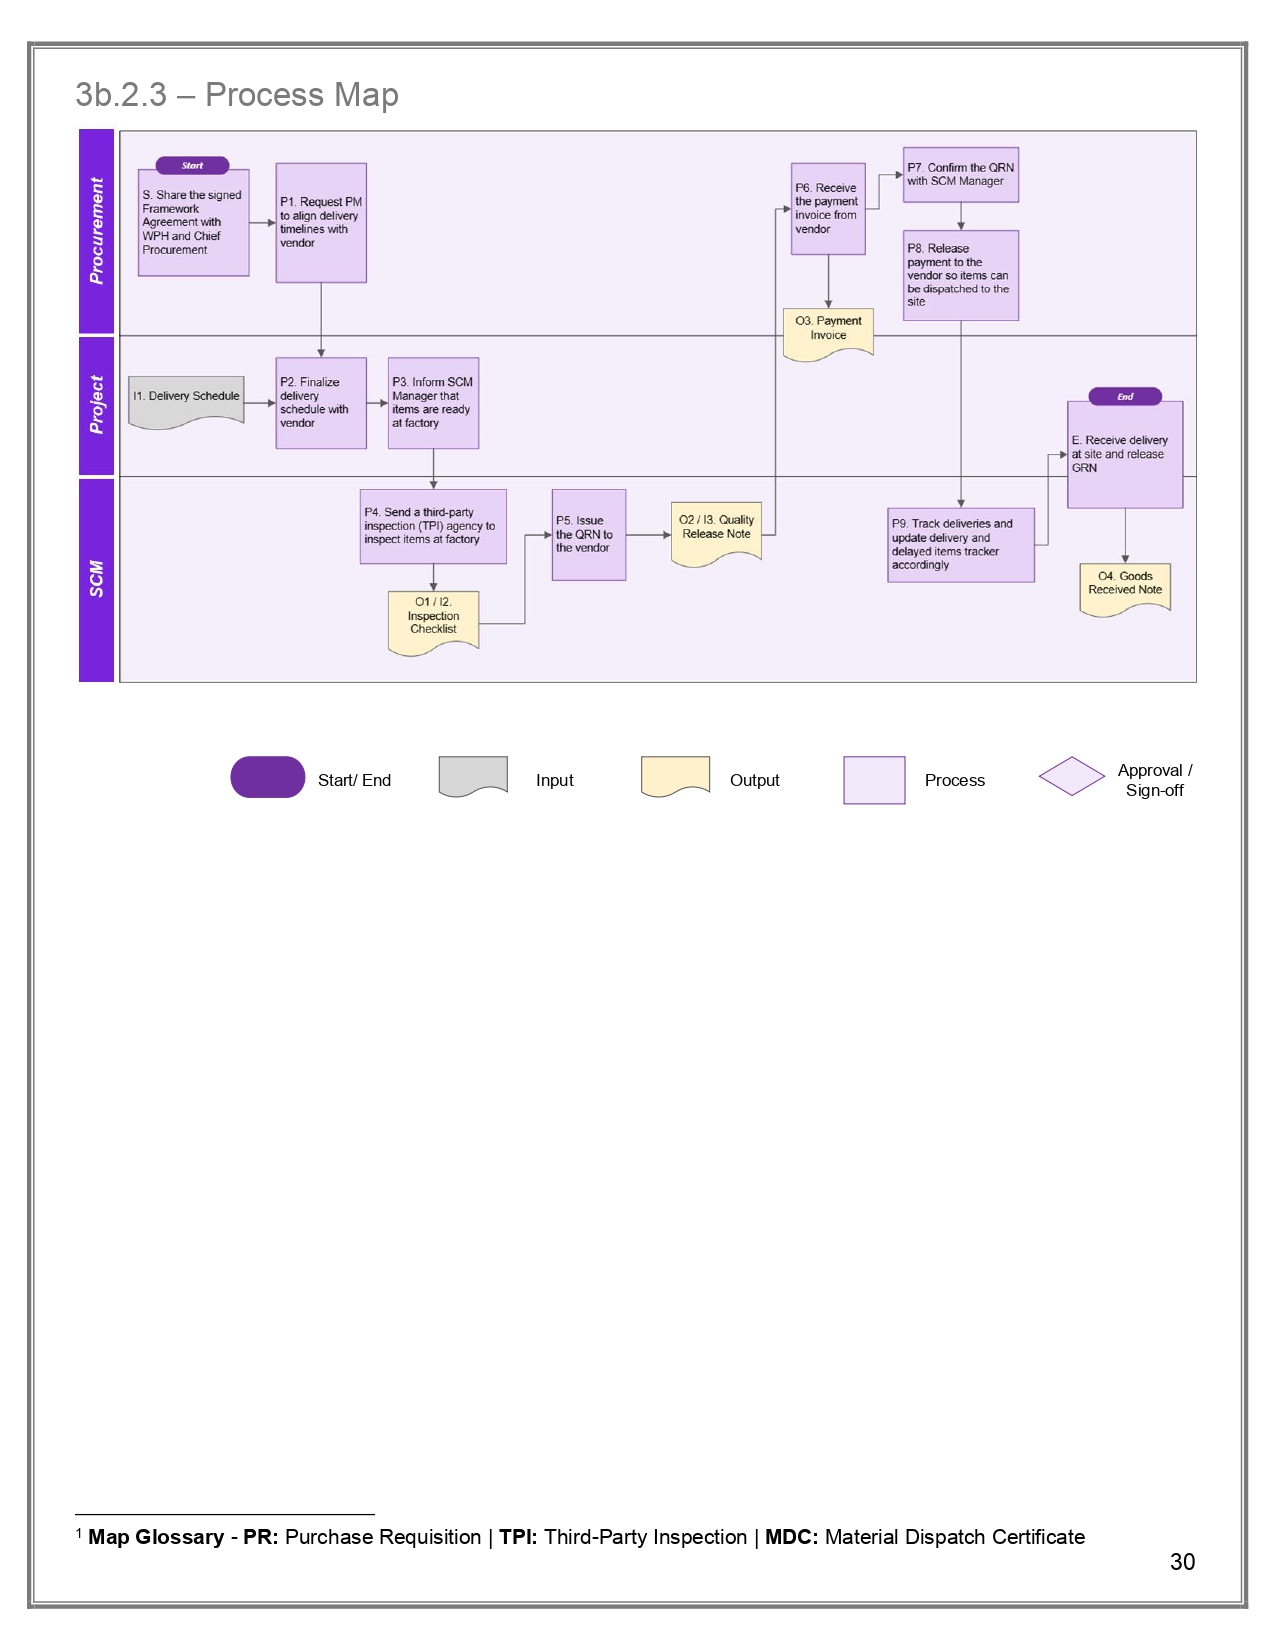 3b.2.3 – Process Map
Procurement
Start
S. Share the signed
Framework
Agreement with
WPH and Chief
Procurement
P1. Request PM
to align delivery
timelines with
vendor
P6. Receive
the payment
invoice from
vendor
P7. Confirm the QRN
with SCM Manager
P8. Release
payment to the
vendor so items can
be dispatched to the
site
O3. Payment
Invoice
Project
I1. Delivery Schedule
P2. Finalize
delivery
schedule with
vendor
P3. Inform SCM
Manager that
items are ready
at factory
End
E. Receive delivery
at site and release
GRN
SCM
P4. Send a third-party
inspection (TPI) agency to
inspect items at factory
O1 / I2.
Inspection
Checklist
P5. Issue
the QRN to
the vendor
O2 / I3. Quality
Release Note
P9. Track deliveries and
update delivery and
delayed items tracker
accordingly
O4. Goods
Received Note
Start/ End
Input
Output
Process
Approval /
Sign-off
1 Map Glossary - PR: Purchase Requisition | TPI: Third-Party Inspection | MDC: Material Dispatch Certificate
30